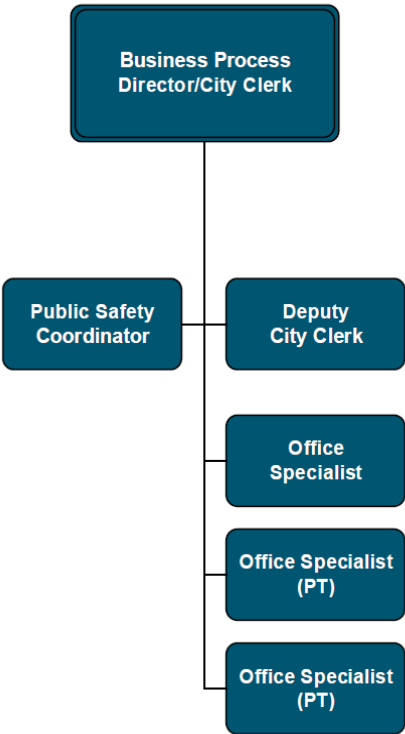 Business Process
Director/City Clerk
Public Safety
Coordinator
Deputy
City Clerk
Office
Specialist
Office Specialist
(PT)
Office Specialist
(PT)